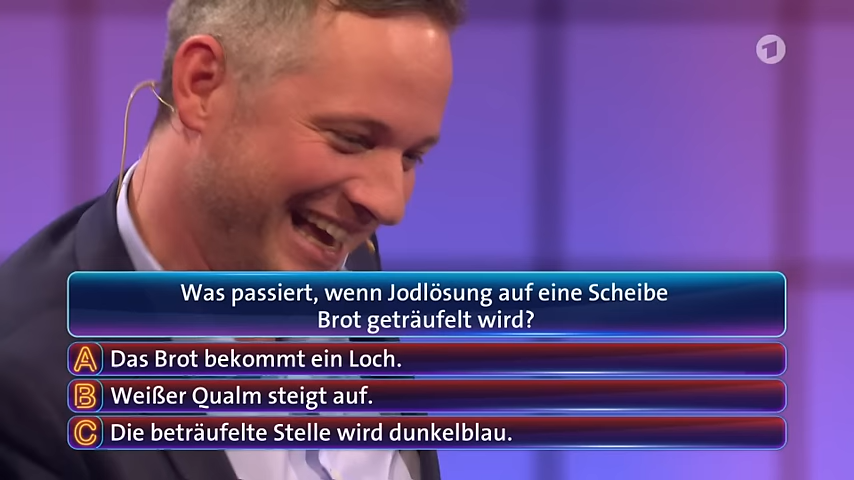 1
Was passiert, wenn Jodlösung auf eine Scheibe
Brot geträufelt wird?
A Das Brot bekommt ein Loch.
B Weißer Qualm steigt auf.
C Die beträufelte Stelle wird dunkelblau.